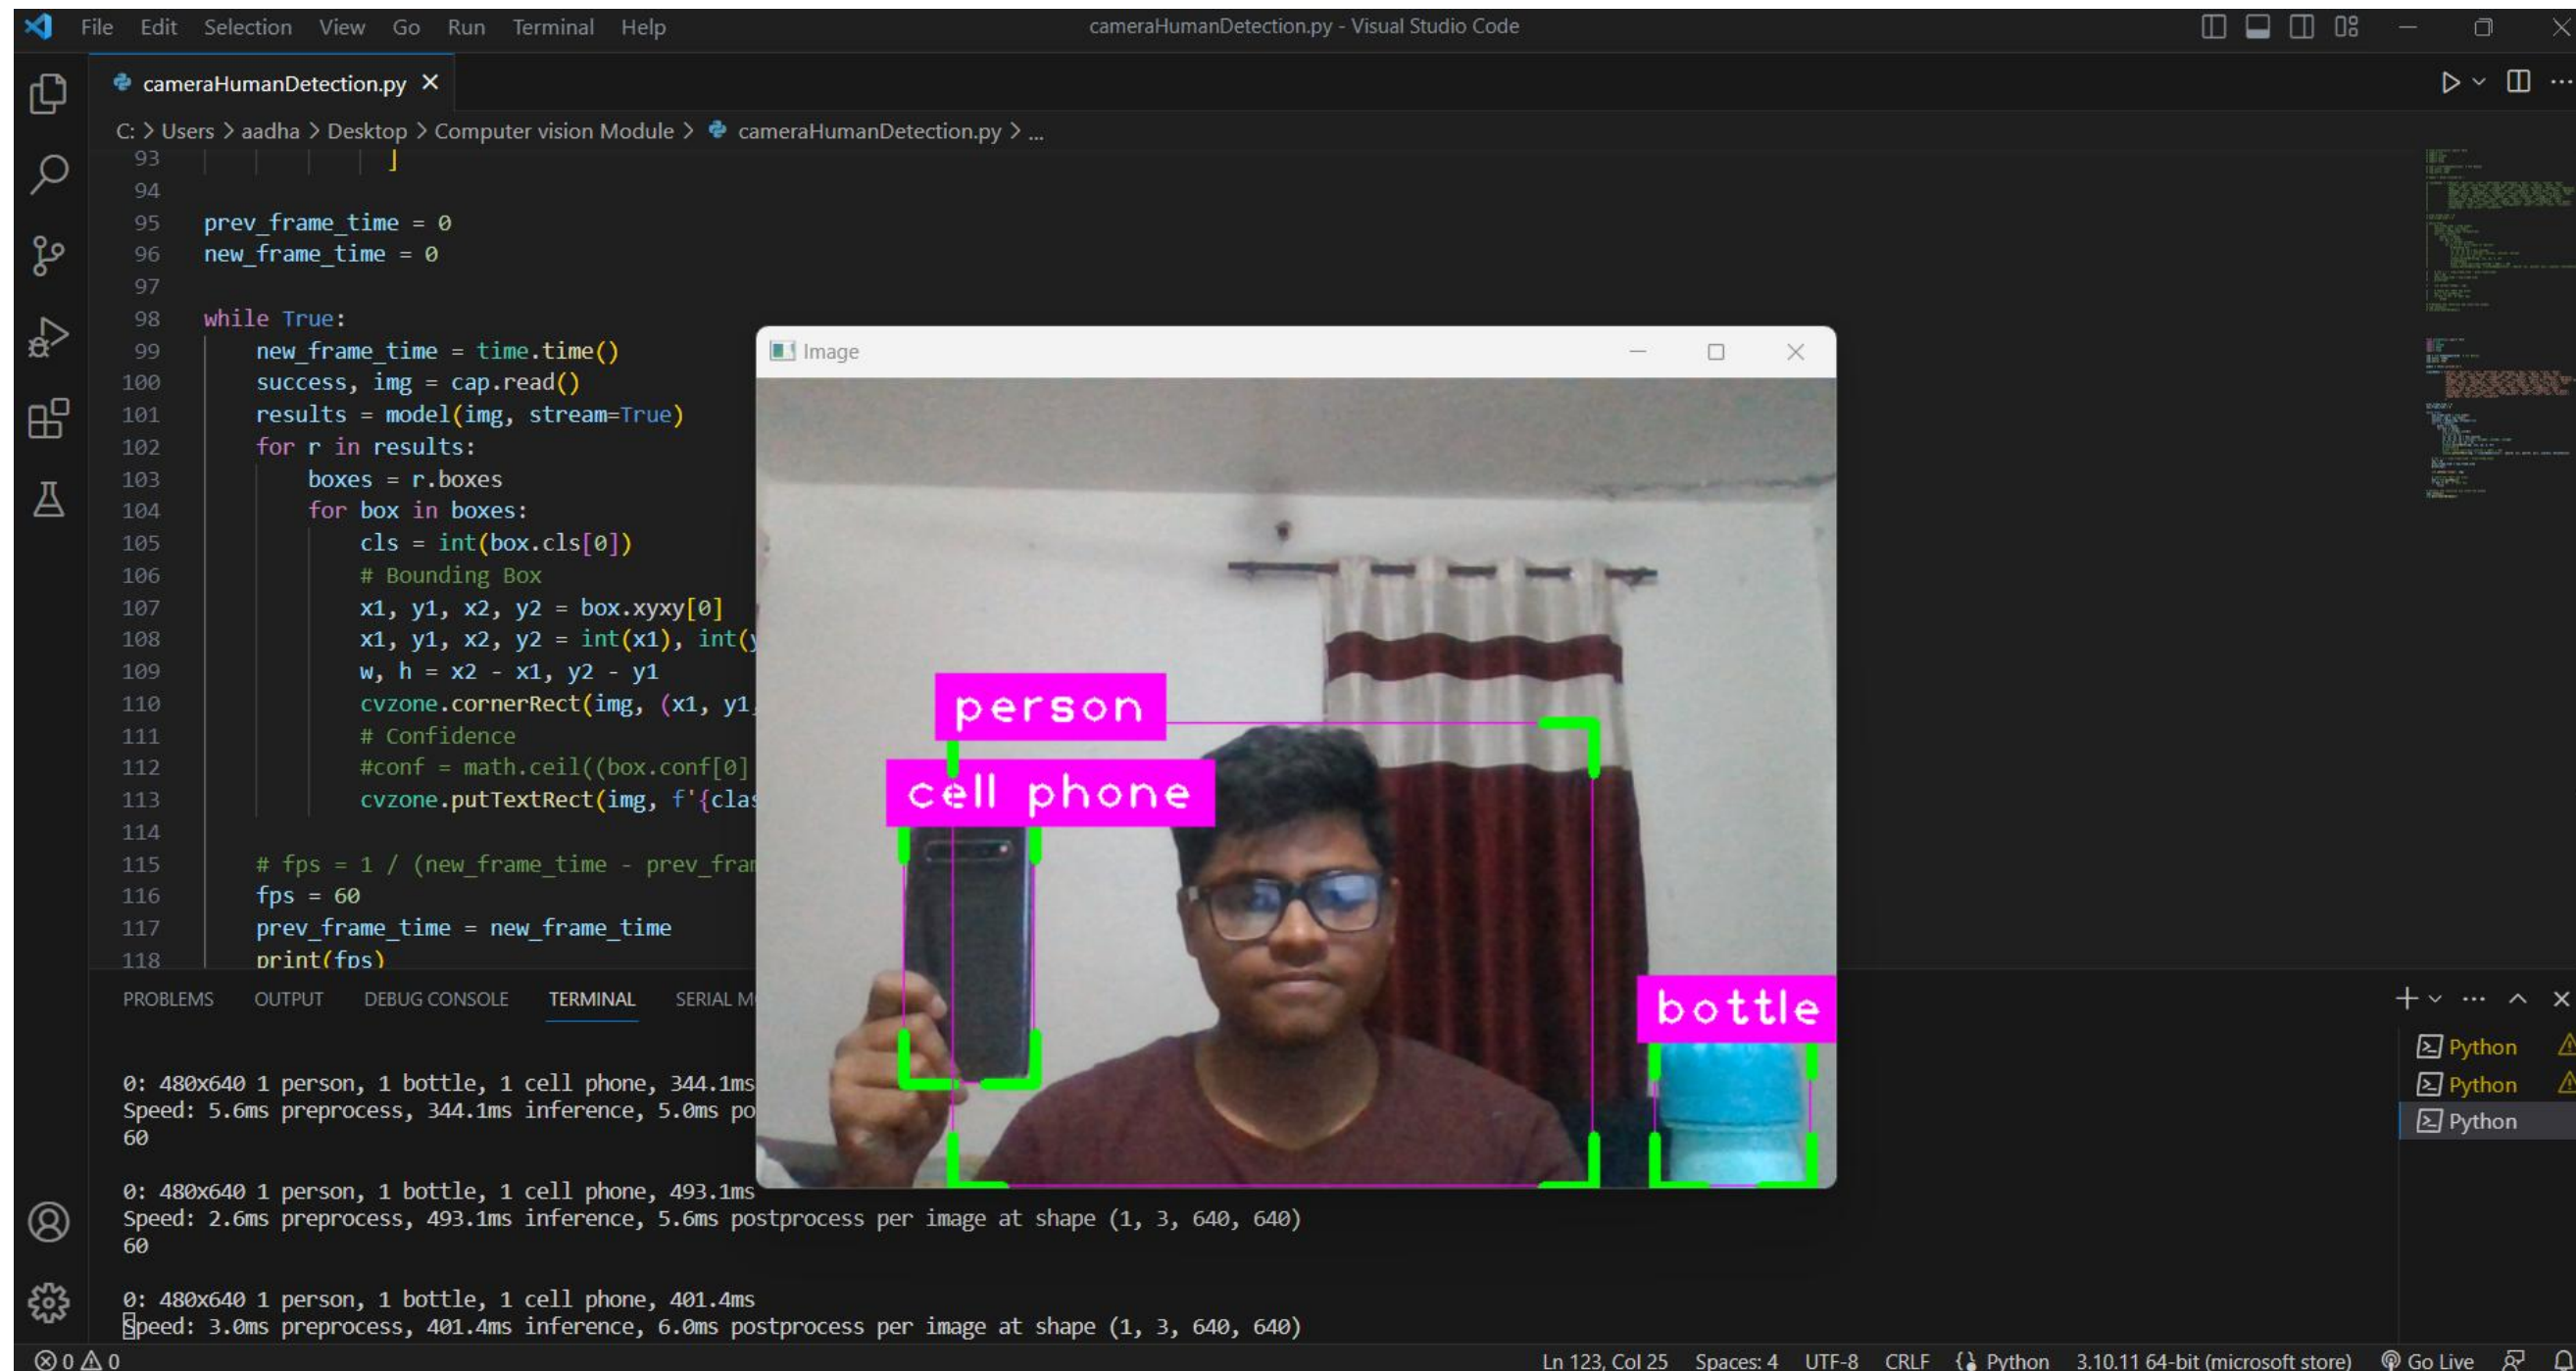 File Edit Selection View Go Run Terminal Help
cameraHumanDetection.py - Visual Studio Code
cameraHumanDetection.py
C: > Users > aadha > Desktop > Computer vision Module > cameraHumanDetection.py > ...
93 ]
94
95 prev_frame_time = 0
96 new_frame_time = 0
97
98 while True:
99 new_frame_time = time.time()
100 success, img = cap.read()
101 results = model(img, stream=True)
102 for r in results:
103 boxes = r.boxes
104 for box in boxes:
105 cls = int(box.cls[0])
106 # Bounding Box
107 x1, y1, x2, y2 = box.xyxy[0]
108 x1, y1, x2, y2 = int(x1), int(y
109 w, h = x2 - x1, y2 - y1
110 cvzone.cornerRect(img, (x1, y1,
111 # Confidence
112 #conf = math.ceil((box.conf[0]
113 cvzone.putTextRect(img, f'{clas
114
115 # fps = 1 / (new_frame_time - prev_fram
116 fps = 60
117 prev_frame_time = new_frame_time
118 print(fps)
Image
person
cell phone
bottle
PROBLEMS OUTPUT DEBUG CONSOLE TERMINAL SERIAL M
0: 480x640 1 person, 1 bottle, 1 cell phone, 344.1ms
Speed: 5.6ms preprocess, 344.1ms inference, 5.0ms po
60
0: 480x640 1 person, 1 bottle, 1 cell phone, 493.1ms
Speed: 2.6ms preprocess, 493.1ms inference, 5.6ms postprocess per image at shape (1, 3, 640, 640)
60
0: 480x640 1 person, 1 bottle, 1 cell phone, 401.4ms
Speed: 3.0ms preprocess, 401.4ms inference, 6.0ms postprocess per image at shape (1, 3, 640, 640)
Python
Python
Python
0 0
Ln 123, Col 25 Spaces: 4 UTF-8 CRLF Python 3.10.11 64-bit (microsoft store) Go Live